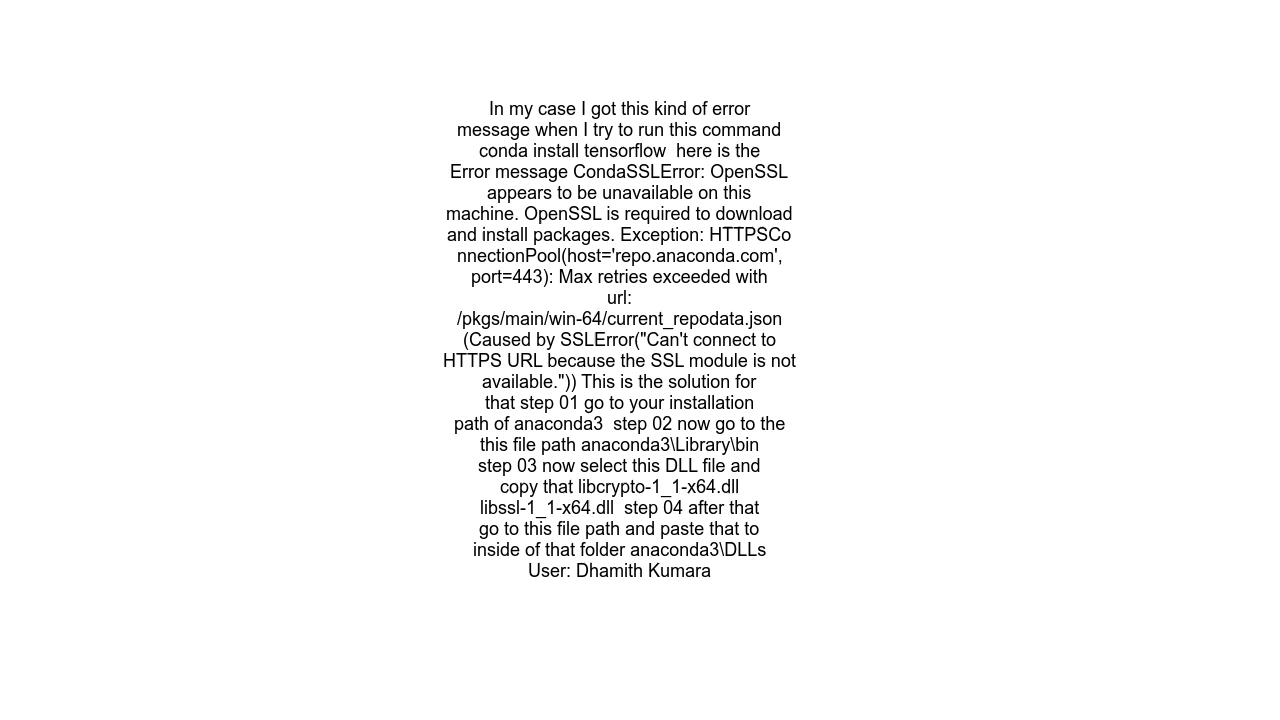 In my case I got this kind of error
message when I try to run this command
conda install tensorflow  here is the
Error message CondaSSLError: OpenSSL
appears to be unavailable on this
machine. OpenSSL is required to download
and install packages. Exception: HTTPSCo
nnectionPool(host='repo.anaconda.com',
port=443): Max retries exceeded with
url:
/pkgs/main/win-64/current_repodata.json
(Caused by SSLError("Can't connect to
HTTPS URL because the SSL module is not
available.")) This is the solution for
that step 01 go to your installation
path of anaconda3  step 02 now go to the
this file path anaconda3\Library\bin
step 03 now select this DLL file and
copy that libcrypto-1_1-x64.dll
libssl-1_1-x64.dll  step 04 after that
go to this file path and paste that to
inside of that folder anaconda3\DLLs
User: Dhamith Kumara